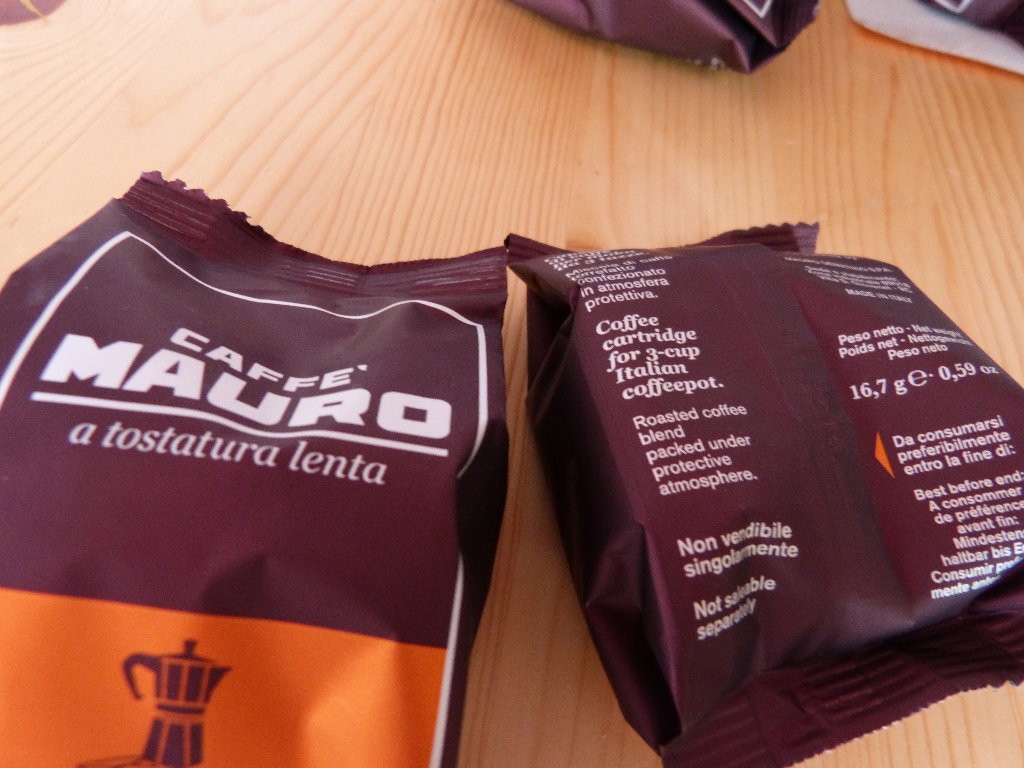 CAFFE'
MAURO
a tostatura lenta
confezionato
in atmosfera
protettiva.
Coffee
cartridge
for 3-cup
Italian
coffeepot.
Roasted coffee
blend
packed under
protective
atmosphere.
Non vendibile
singolarmente
Not saleable
separately
MADE IN ITALY
Peso netto - Net weight
Poids net - Nettogewicht
Peso neto
16,7 g e · 0,59 oz
Da consumarsi
preferibilmente
entro la fine di:
Best before end:
A consommer
de préférence
avant fin:
Mindestens
haltbar bis
Consumir